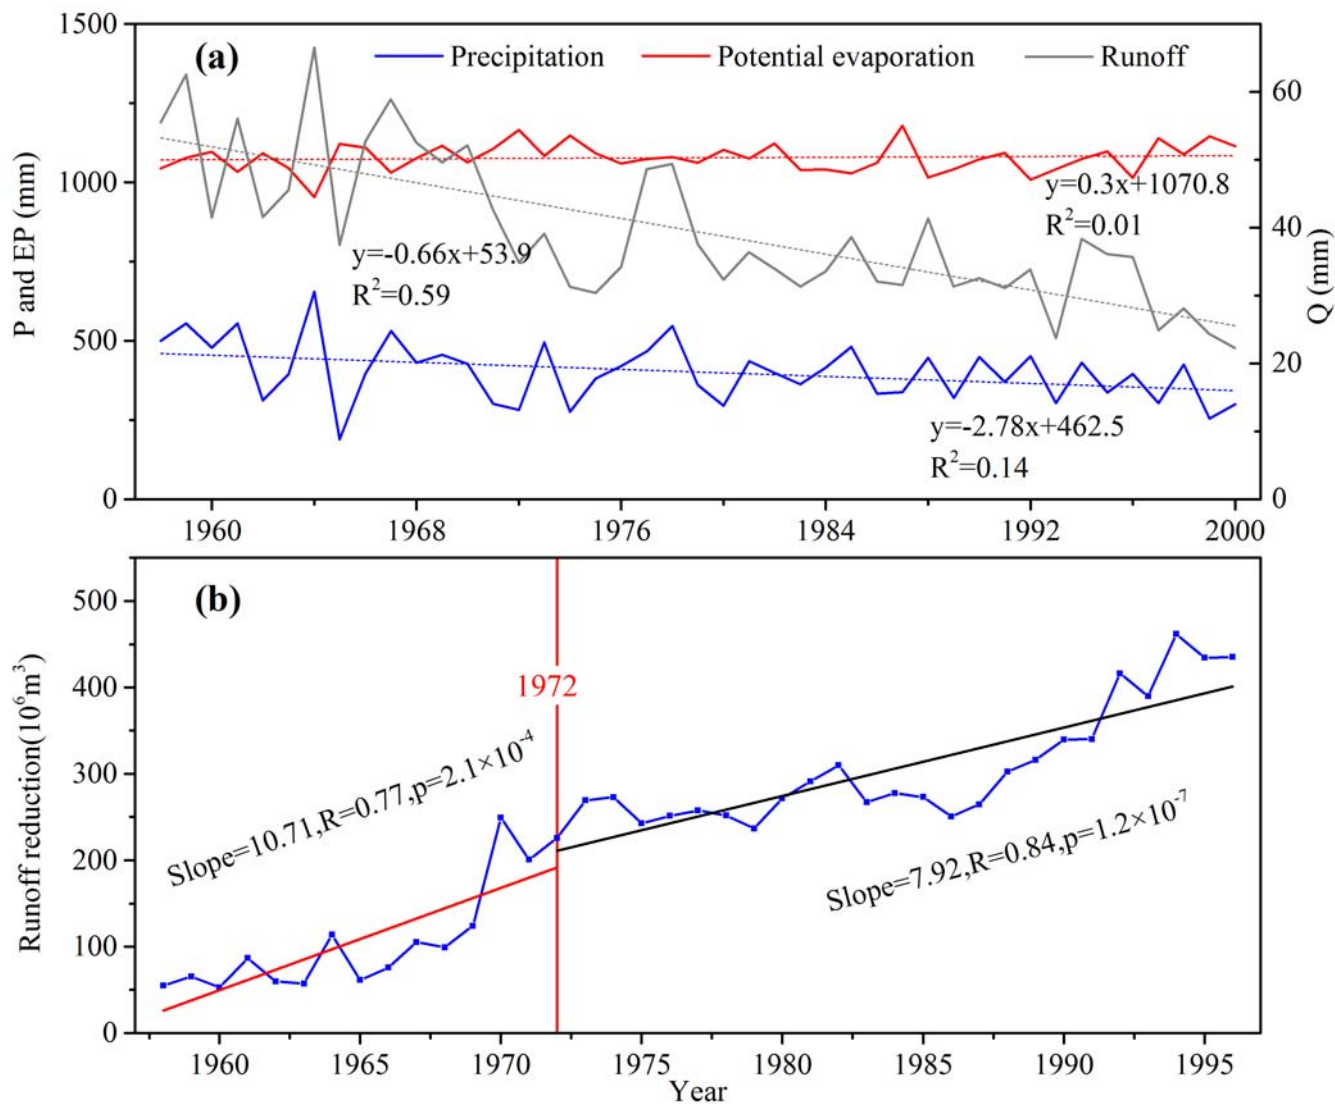 1500
(a)
Precipitation
Potential evaporation
Runoff
60
1000
y=0.3x+1070.8
R²=0.01
P and EP (mm)
Q (mm)
40
y=-0.66x+53.9
R²=0.59
500
20
y=-2.78x+462.5
R²=0.14
0
0
1960 1968 1976 1984 1992 2000
(b)
500
400
300
200
100
0
1972
Runoff reduction(10⁶m³)
Slope=10.71,R=0.77,p=2.1×10⁻⁴
Slope=7.92,R=0.84,p=1.2×10⁻⁷
1960 1965 1970 1975 1980 1985 1990 1995
Year